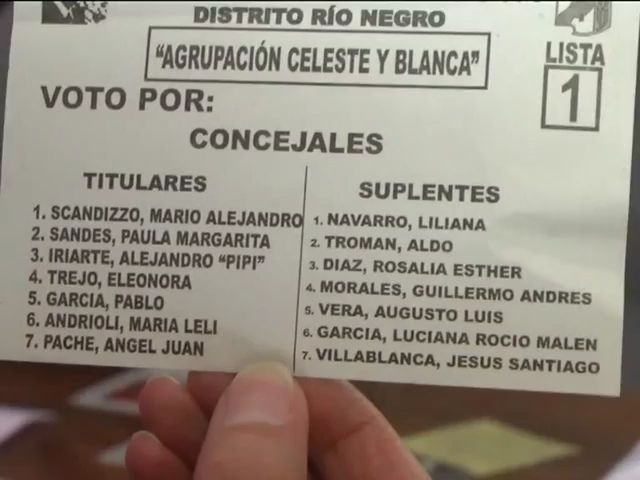 DISTRITO RÍO NEGRO
"AGRUPACIÓN CELESTE Y BLANCA"
LISTA
1
VOTO POR:
CONCEJALES
TITULARES
1. SCANDIZZO, MARIO ALEJANDRO
2. SANDES, PAULA MARGARITA
3. IRIARTE, ALEJANDRO "PIPI"
4. TREJO, ELEONORA
5. GARCIA, PABLO
6. ANDRIOLI, MARIA LELI
7. PACHE, ANGEL JUAN
SUPLENTES
1. NAVARRO, LILIANA
2. TROMAN, ALDO
3. DIAZ, ROSALIA ESTHER
4. MORALES, GUILLERMO ANDRES
5. VERA, AUGUSTO LUIS
6. GARCIA, LUCIANA ROCIO MALEN
7. VILLABLANCA, JESUS SANTIAGO